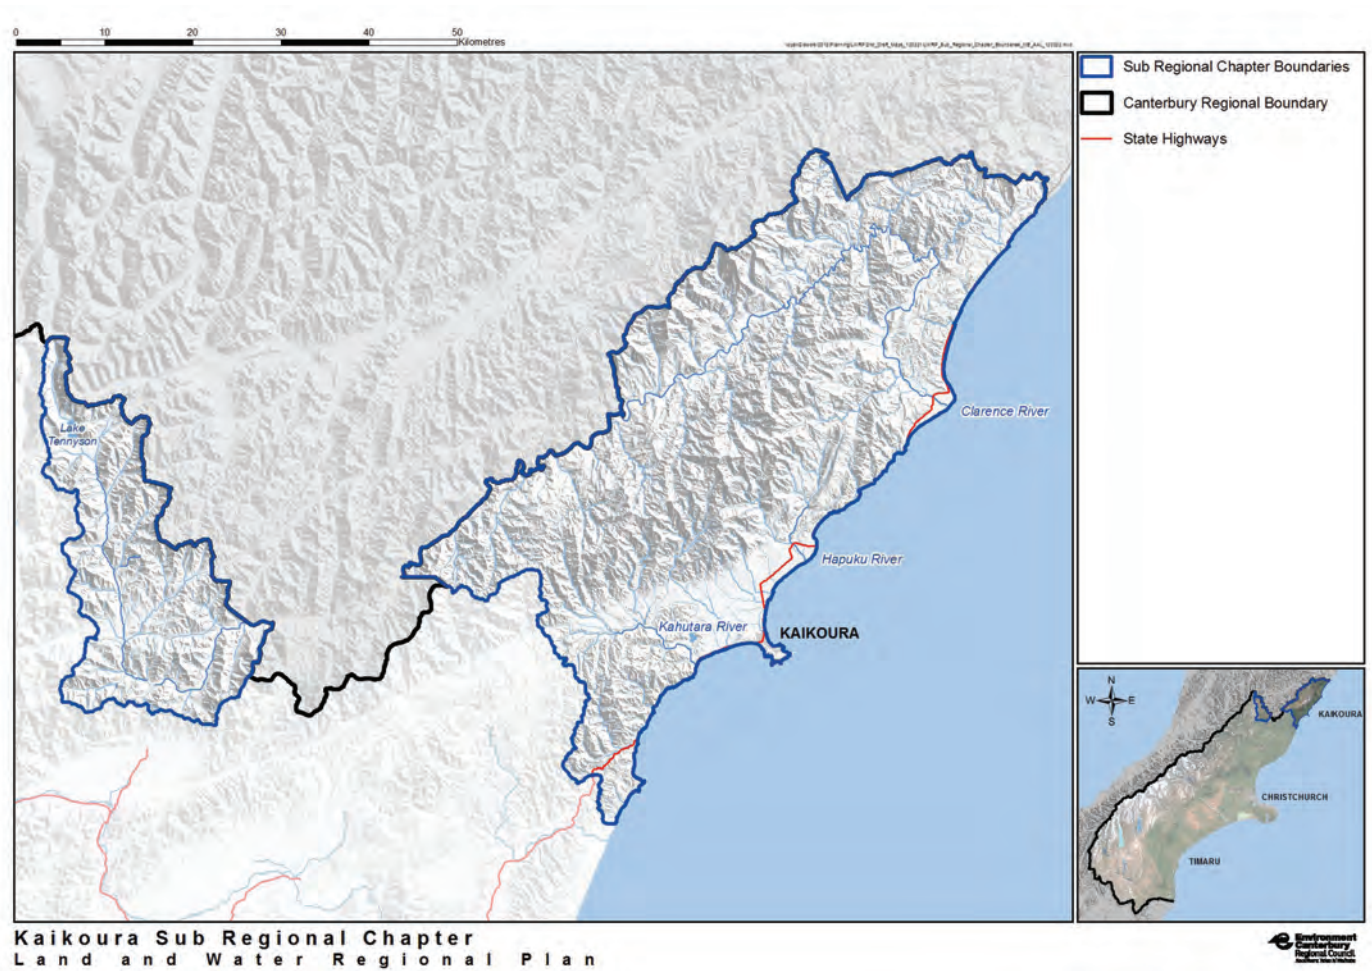 0 10 20 30 40 50
Kilometres
Sub Regional Chapter Boundaries
Canterbury Regional Boundary
State Highways
Lake
Tennyson
Clarence River
Hapuku River
Kahutara River
KAIKOURA
N
W E
S
KAIKOURA
CHRISTCHURCH
TIMARU
Kaikoura Sub Regional Chapter
Land and Water Regional Plan
Environment
Canterbury
Regional Council